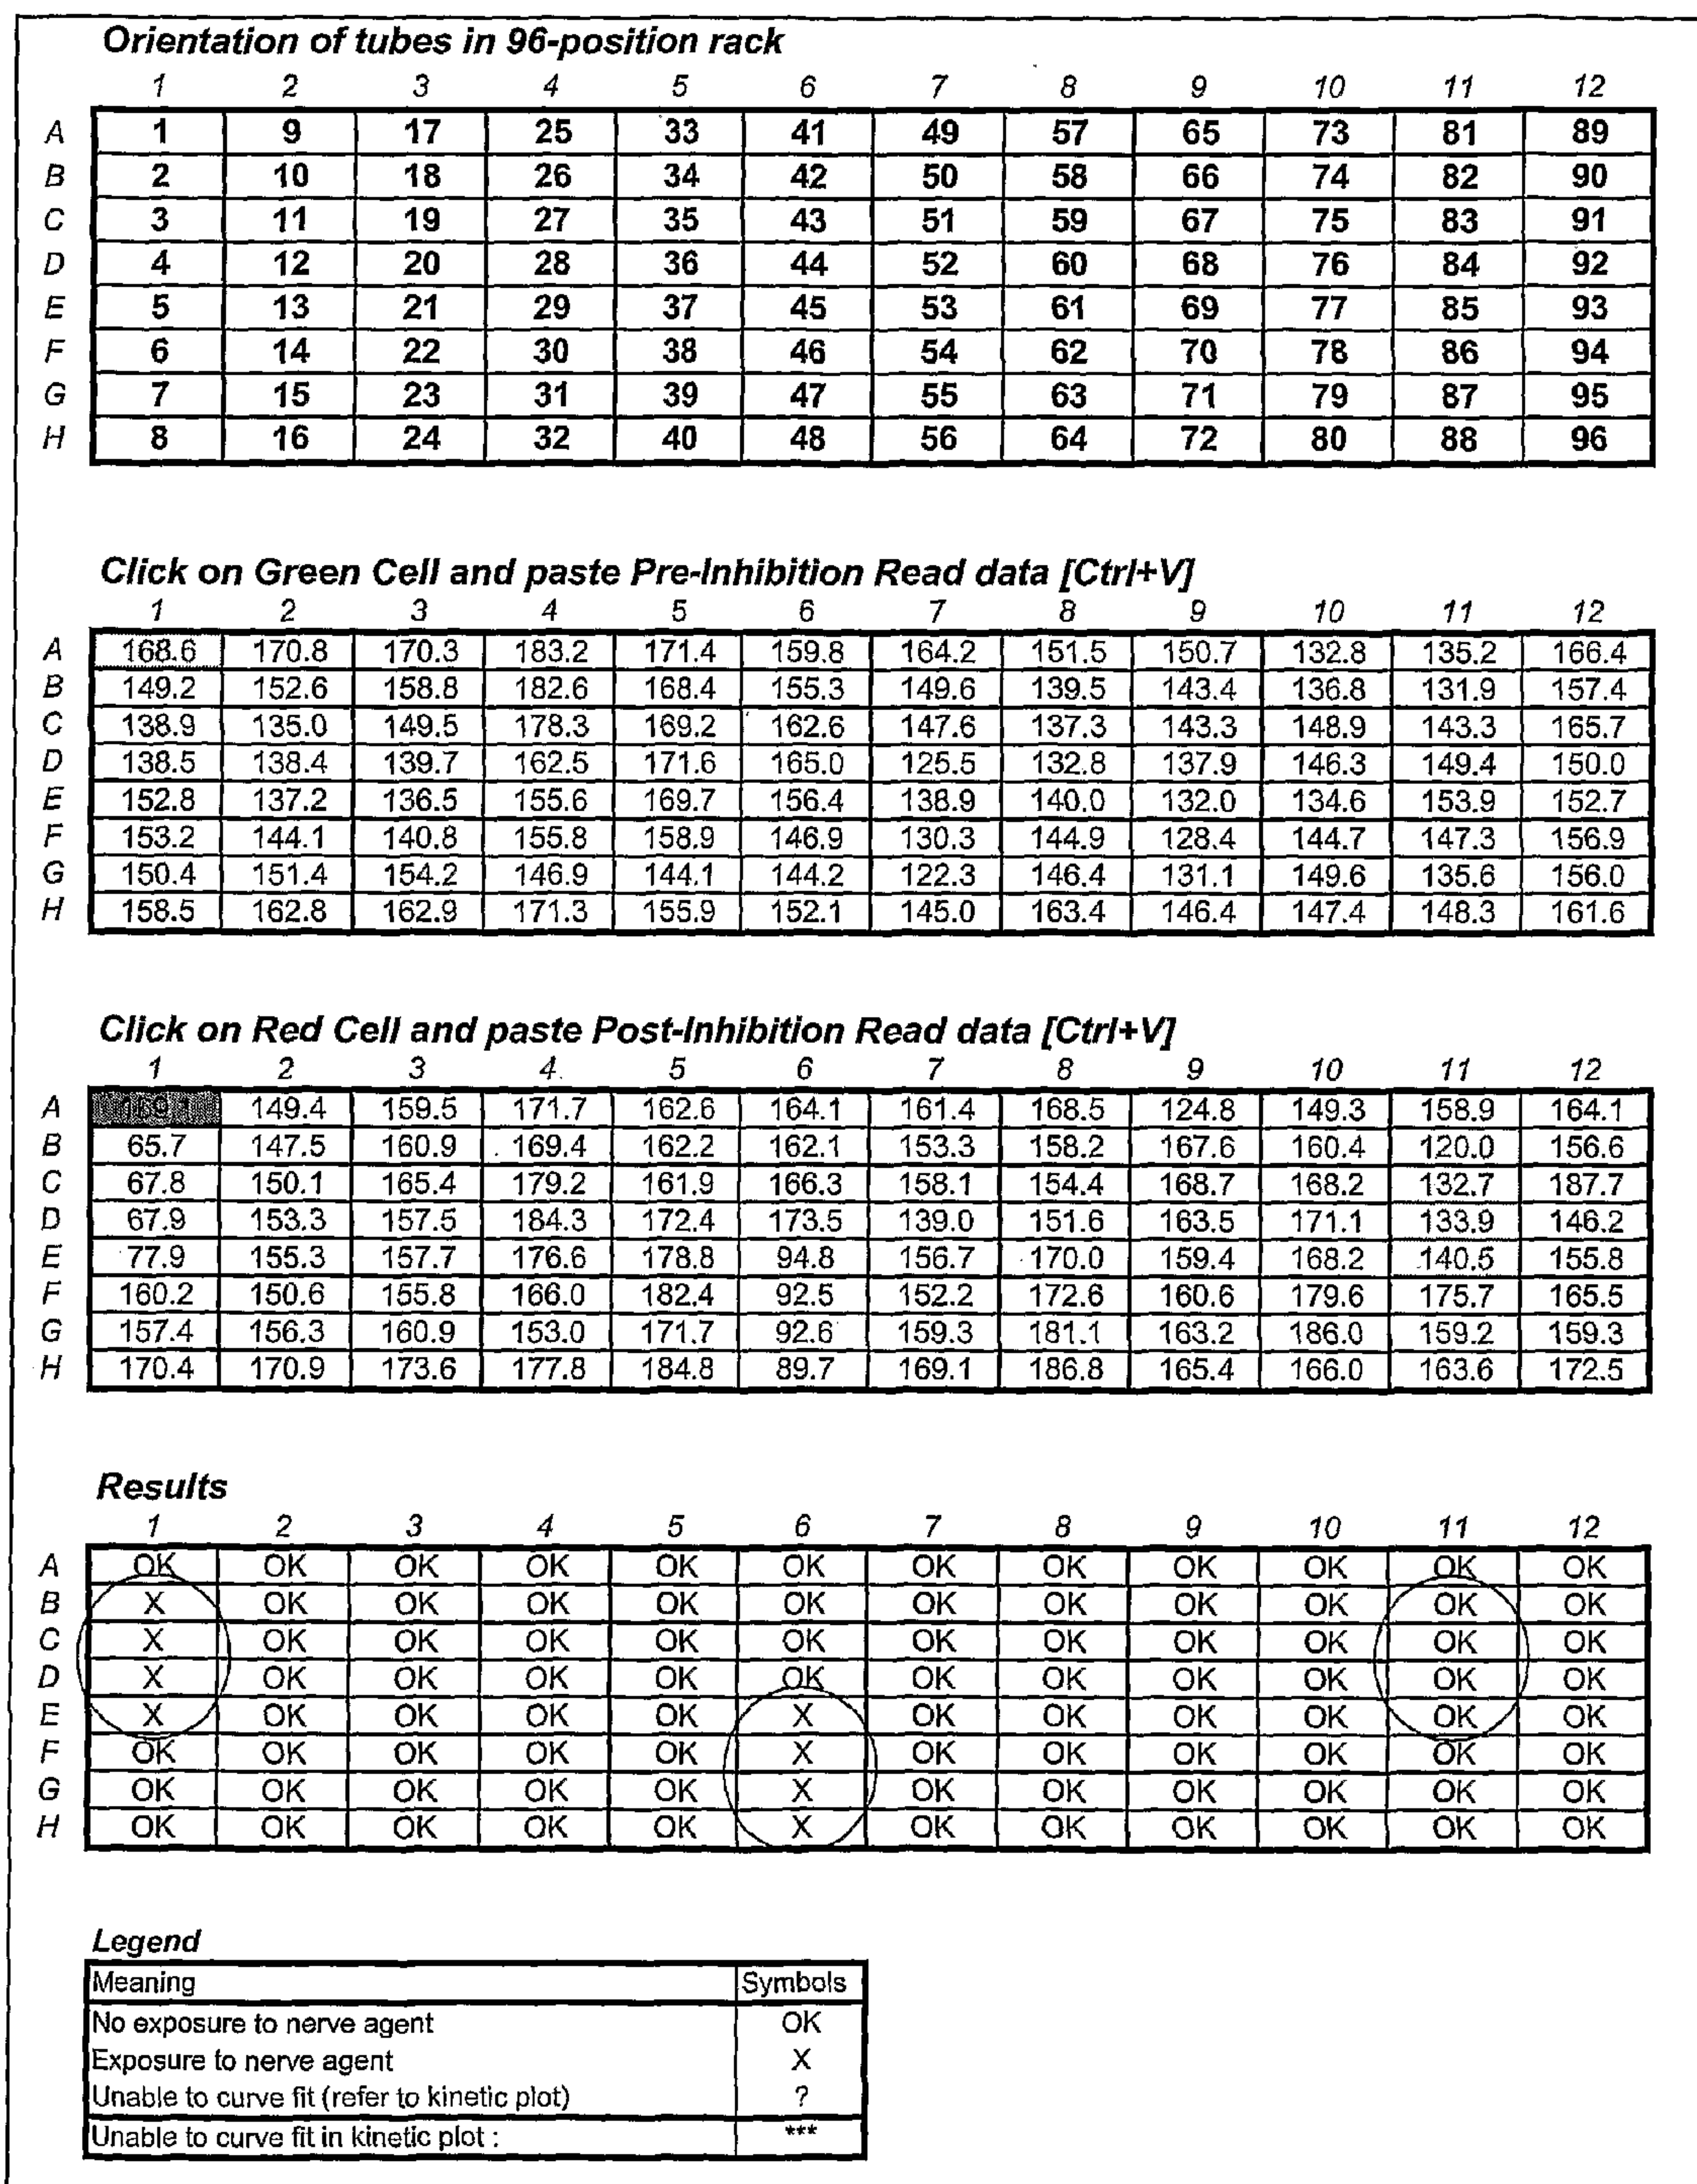 Orientation of tubes in 96-position rack
1 2 3 4 5 6 7 8 9 10 11 12
A 1 9 17 25 33 41 49 57 65 73 81 89
B 2 10 18 26 34 42 50 58 66 74 82 90
C 3 11 19 27 35 43 51 59 67 75 83 91
D 4 12 20 28 36 44 52 60 68 76 84 92
E 5 13 21 29 37 45 53 61 69 77 85 93
F 6 14 22 30 38 46 54 62 70 78 86 94
G 7 15 23 31 39 47 55 63 71 79 87 95
H 8 16 24 32 40 48 56 64 72 80 88 96
Click on Green Cell and paste Pre-Inhibition Read data [Ctrl+V]
1 2 3 4 5 6 7 8 9 10 11 12
A 168.6 170.8 170.3 183.2 171.4 159.8 164.2 151.5 150.7 132.8 135.2 166.4
B 149.2 152.6 158.8 182.6 168.4 155.3 149.6 139.5 143.4 136.8 131.9 157.4
C 138.9 135.0 149.5 178.3 169.2 162.6 147.6 137.3 143.3 148.9 143.3 165.7
D 138.5 138.4 139.7 162.5 171.6 165.0 125.5 132.8 137.9 146.3 149.4 150.0
E 152.8 137.2 136.5 155.6 169.7 156.4 138.9 140.0 132.0 134.6 153.9 152.7
F 153.2 144.1 140.8 155.8 158.9 146.9 130.3 144.9 128.4 144.7 147.3 156.9
G 150.4 151.4 154.2 146.9 144.1 144.2 122.3 146.4 131.1 149.6 135.6 156.0
H 158.5 162.8 162.9 171.3 155.9 152.1 145.0 163.4 146.4 147.4 148.3 161.6
Click on Red Cell and paste Post-Inhibition Read data [Ctrl+V]
1 2 3 4 5 6 7 8 9 10 11 12
A 149.4 159.5 171.7 162.6 164.1 161.4 168.5 124.8 149.3 158.9 164.1
B 65.7 147.5 160.9 169.4 162.2 162.1 153.3 158.2 167.6 160.4 120.0 156.6
C 67.8 150.1 165.4 179.2 161.9 166.3 158.1 154.4 168.7 168.2 132.7 187.7
D 67.9 153.3 157.5 184.3 172.4 173.5 139.0 151.6 163.5 171.1 133.9 146.2
E 77.9 155.3 157.7 176.6 178.8 94.8 156.7 170.0 159.4 168.2 140.5 155.8
F 160.2 150.6 155.8 166.0 182.4 92.5 152.2 172.6 160.6 179.6 175.7 165.5
G 157.4 156.3 160.9 153.0 171.7 92.6 159.3 181.1 163.2 186.0 159.2 159.3
H 170.4 170.9 173.6 177.8 184.8 89.7 169.1 186.8 165.4 166.0 163.6 172.5
Results
1 2 3 4 5 6 7 8 9 10 11 12
A OK OK OK OK OK OK OK OK OK OK OK OK
B X OK OK OK OK OK OK OK OK OK OK OK
C X OK OK OK OK OK OK OK OK OK OK OK
D X OK OK OK OK OK OK OK OK OK OK OK
E X OK OK OK OK X OK OK OK OK OK OK
F OK OK OK OK OK X OK OK OK OK OK OK
G OK OK OK OK OK X OK OK OK OK OK OK
H OK OK OK OK OK X OK OK OK OK OK OK
Legend
Meaning Symbols
No exposure to nerve agent OK
Exposure to nerve agent X
Unable to curve fit (refer to kinetic plot) ?
Unable to curve fit in kinetic plot : ***